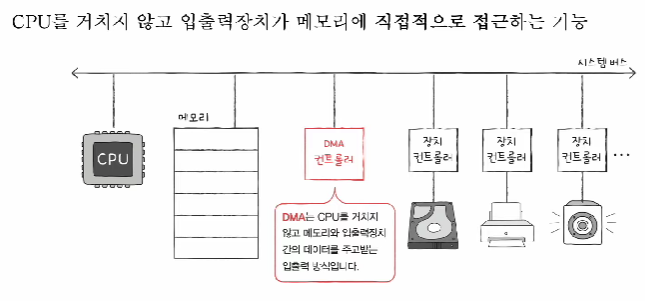 CPU를 거치지 않고 입출력장치가 메모리에 직접적으로 접근하는 기능
시스템 버스
메모리
CPU
DMA
컨트롤러
장치
컨트롤러
장치
컨트롤러
장치
컨트롤러
...
DMA는 CPU를 거치지
않고 메모리와 입출력장치
간의 데이터를 주고받는
입출력 방식입니다.